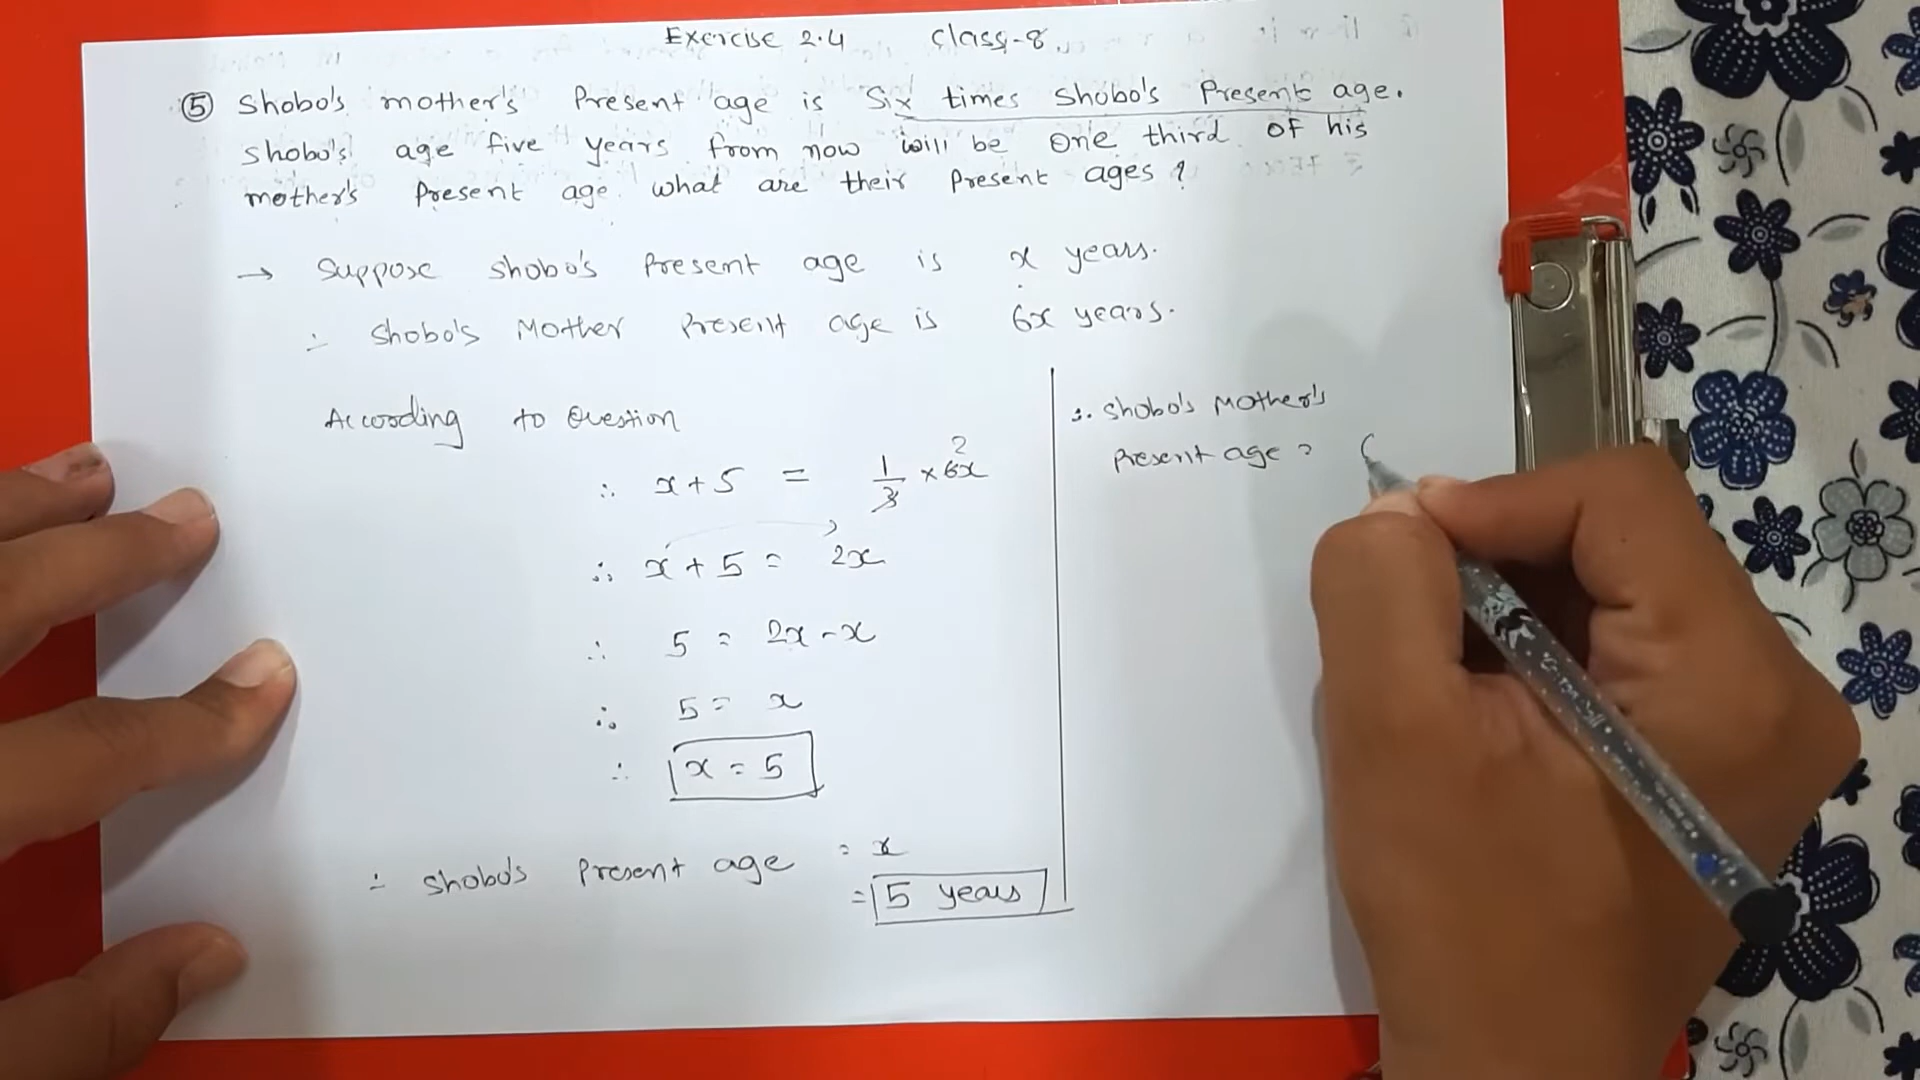 Exercise 2.4 Class-8
⑤ Shobo's mother's Present age is Six times Shobo's Present age.
Shobo's age five years from now will be one third of his
mother's Present age. What are their Present ages?
→ Suppose Shobo's Present age is x years.
∴ Shobo's Mother Present age is 6x years.
According to Question
∴ x + 5 = 1/3 × 6x 2
∴ x + 5 = 2x
∴ 5 = 2x - x
∴ 5 = x
∴ x = 5
∴ Shobo's Present age = x
= 5 years
∴ Shobo's Mother's
Present age =